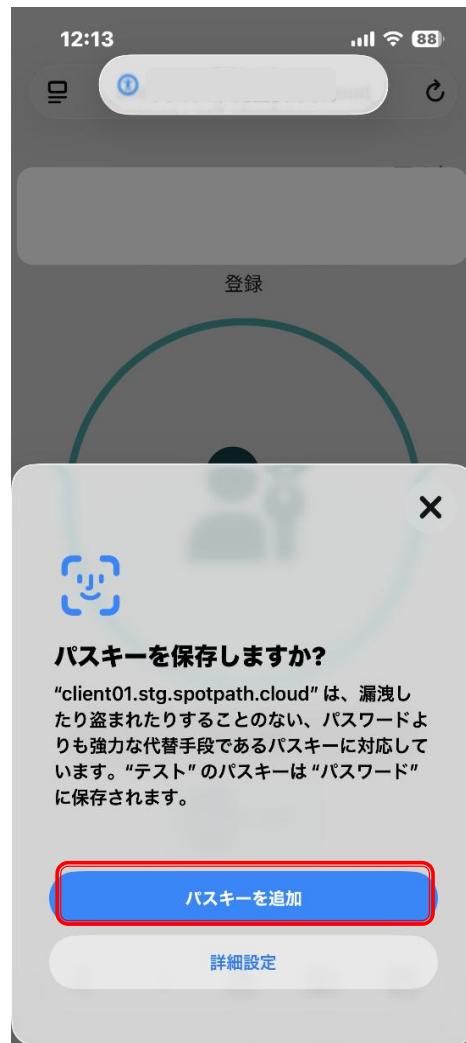 12:13
88
登録
パスキーを保存しますか?
“client01.stg.spotpath.cloud” は、漏洩し
たり盗まれたりすることのない、パスワードよ
りも強力な代替手段であるパスキーに対応して
います。“テスト” のパスキーは “パスワード”
に保存されます。
パスキーを追加
詳細設定